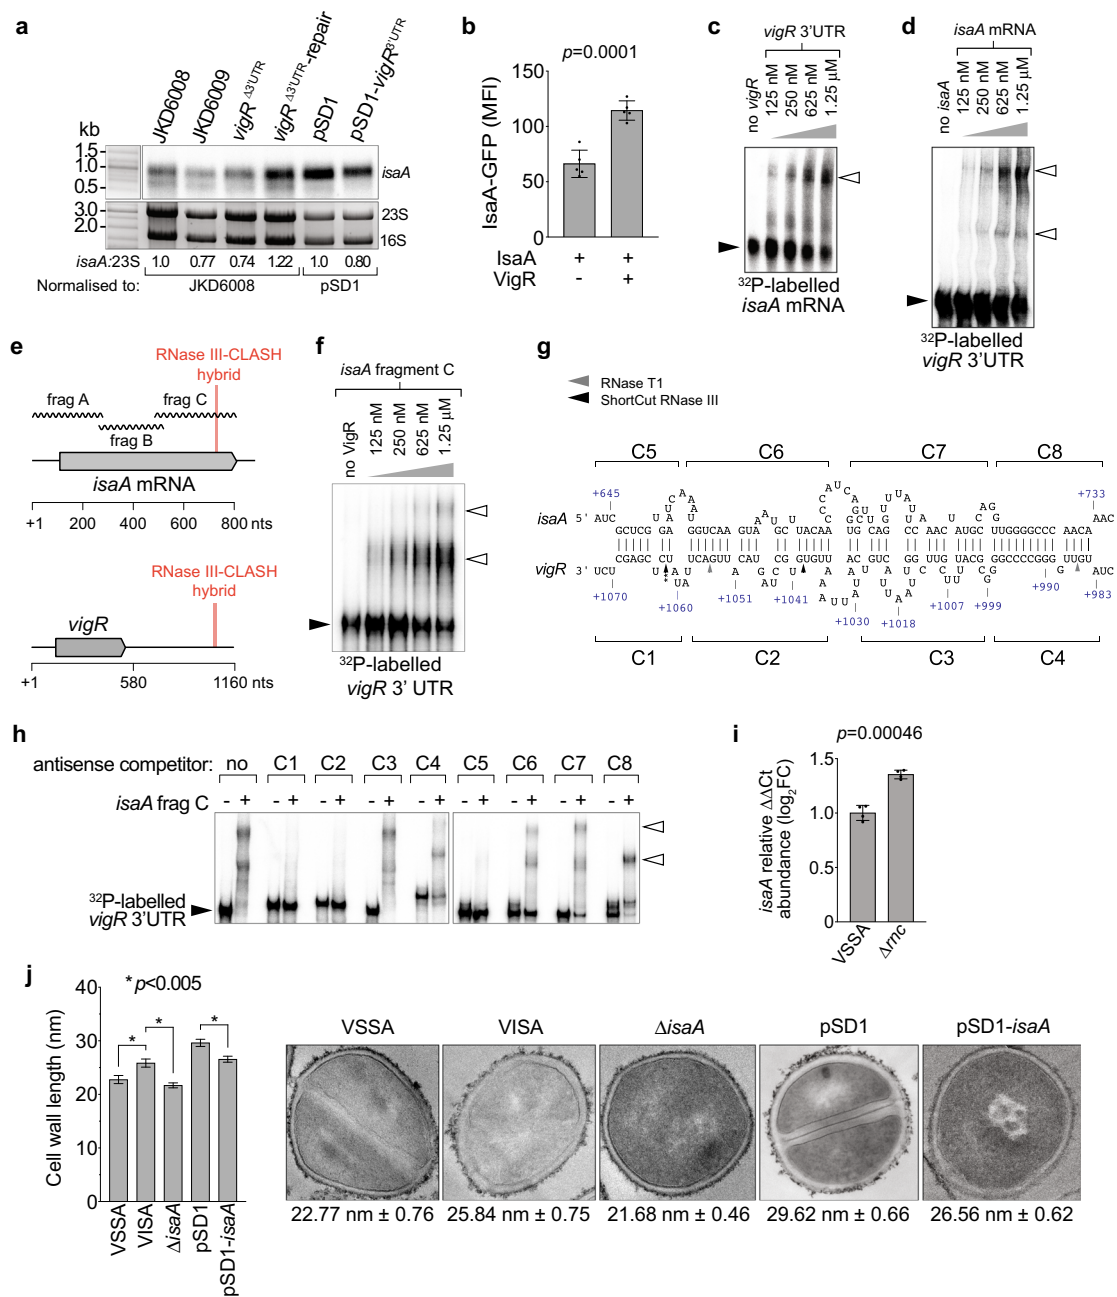 a
JKD6008
JKD6009
vigR Δ3'UTR
vigR Δ3'UTR-repair
pSD1
pSD1-vigR3'UTR
kb
1.5
1.0
0.5
isaA
3.0
2.0
23S
16S
isaA:23S 1.0 0.77 0.74 1.22 1.0 0.80
Normalised to: JKD6008 pSD1
b
p=0.0001
IsaA-GFP (MFI)
150
100
50
0
IsaA + +
VigR - +
c
vigR 3'UTR
no vigR
125 nM
250 nM
625 nM
1.25 µM
32P-labelled
isaA mRNA
d
isaA mRNA
no isaA
125 nM
250 nM
625 nM
1.25 µM
32P-labelled
vigR 3'UTR
e
RNase III-CLASH
hybrid
frag A
frag C
frag B
isaA mRNA
+1 200 400 600 800 nts
RNase III-CLASH
hybrid
vigR
+1 580 1160 nts
f
isaA fragment C
no VigR
125 nM
250 nM
625 nM
1.25 µM
32P-labelled
vigR 3' UTR
g
RNase T1
ShortCut RNase III
C5 C6 C7 C8
+645
+733
isaA
5'
vigR
3'
+1070
+1060
+1051
+1041
+1030
+1018
+1007
+999
+990
+983
C1 C2 C3 C4
h
antisense competitor: no C1 C2 C3 C4 C5 C6 C7 C8
isaA frag C - + - + - + - + - + - + - + - + - +
32P-labelled
vigR 3'UTR
i
p=0.00046
isaA relative ΔΔCt
abundance (log2FC)
1.5
1.0
0.5
0
VSSA
Δrnc
j
* p<0.005
Cell wall length (nm)
40
30
20
10
0
* * *
VSSA
VISA
ΔisaA
pSD1
pSD1-isaA
VSSA VISA ΔisaA pSD1 pSD1-isaA
22.77 nm ± 0.76 25.84 nm ± 0.75 21.68 nm ± 0.46 29.62 nm ± 0.66 26.56 nm ± 0.62